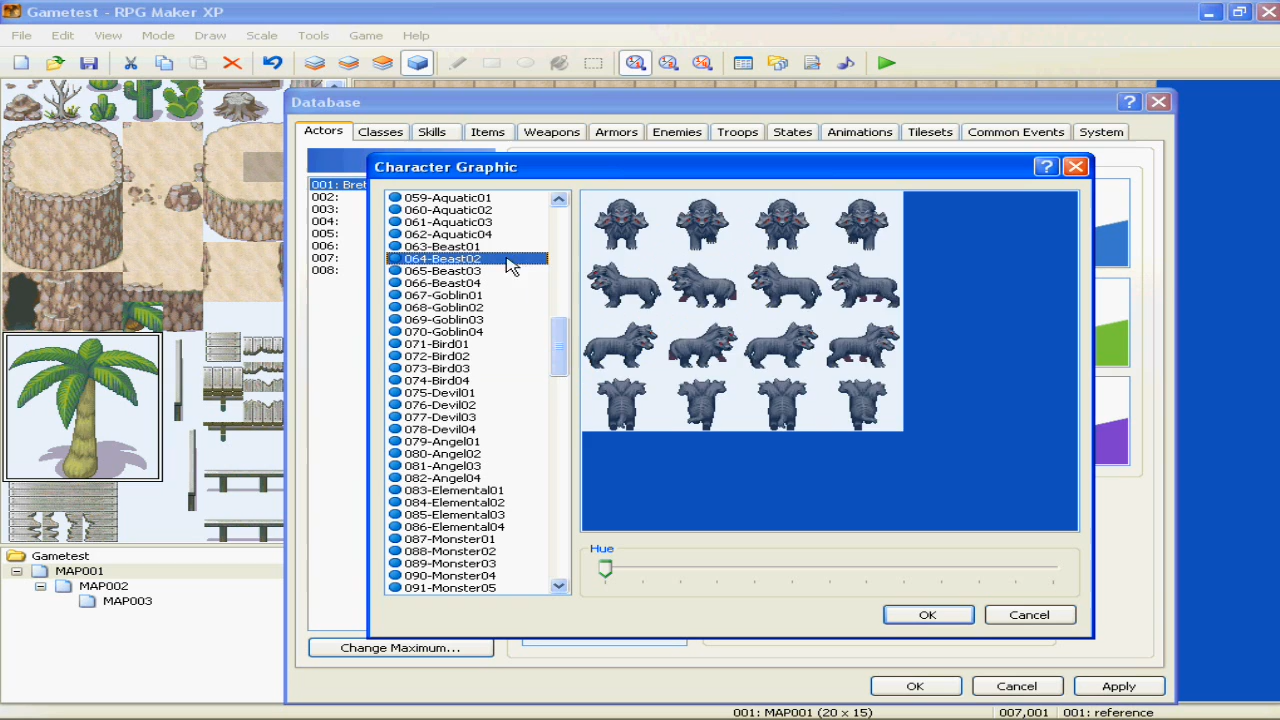 Gametest - RPG Maker XP
File Edit View Mode Draw Scale Tools Game Help
Database
Actors Classes Skills Items Weapons Armors Enemies Troops States Animations Tilesets Common Events System
Character Graphic
001: Bret
002:
003:
004:
005:
006:
007:
008:
059-Aquatic01
060-Aquatic02
061-Aquatic03
062-Aquatic04
063-Beast01
064-Beast02
065-Beast03
066-Beast04
067-Goblin01
068-Goblin02
069-Goblin03
070-Goblin04
071-Bird01
072-Bird02
073-Bird03
074-Bird04
075-Devil01
076-Devil02
077-Devil03
078-Devil04
079-Angel01
080-Angel02
081-Angel03
082-Angel04
083-Elemental01
084-Elemental02
085-Elemental03
086-Elemental04
087-Monster01
088-Monster02
089-Monster03
090-Monster04
091-Monster05
Hue
OK Cancel
Change Maximum...
OK Cancel Apply
Gametest
MAP001
MAP002
MAP003
001: MAP001 (20 x 15) 007,001 001: reference